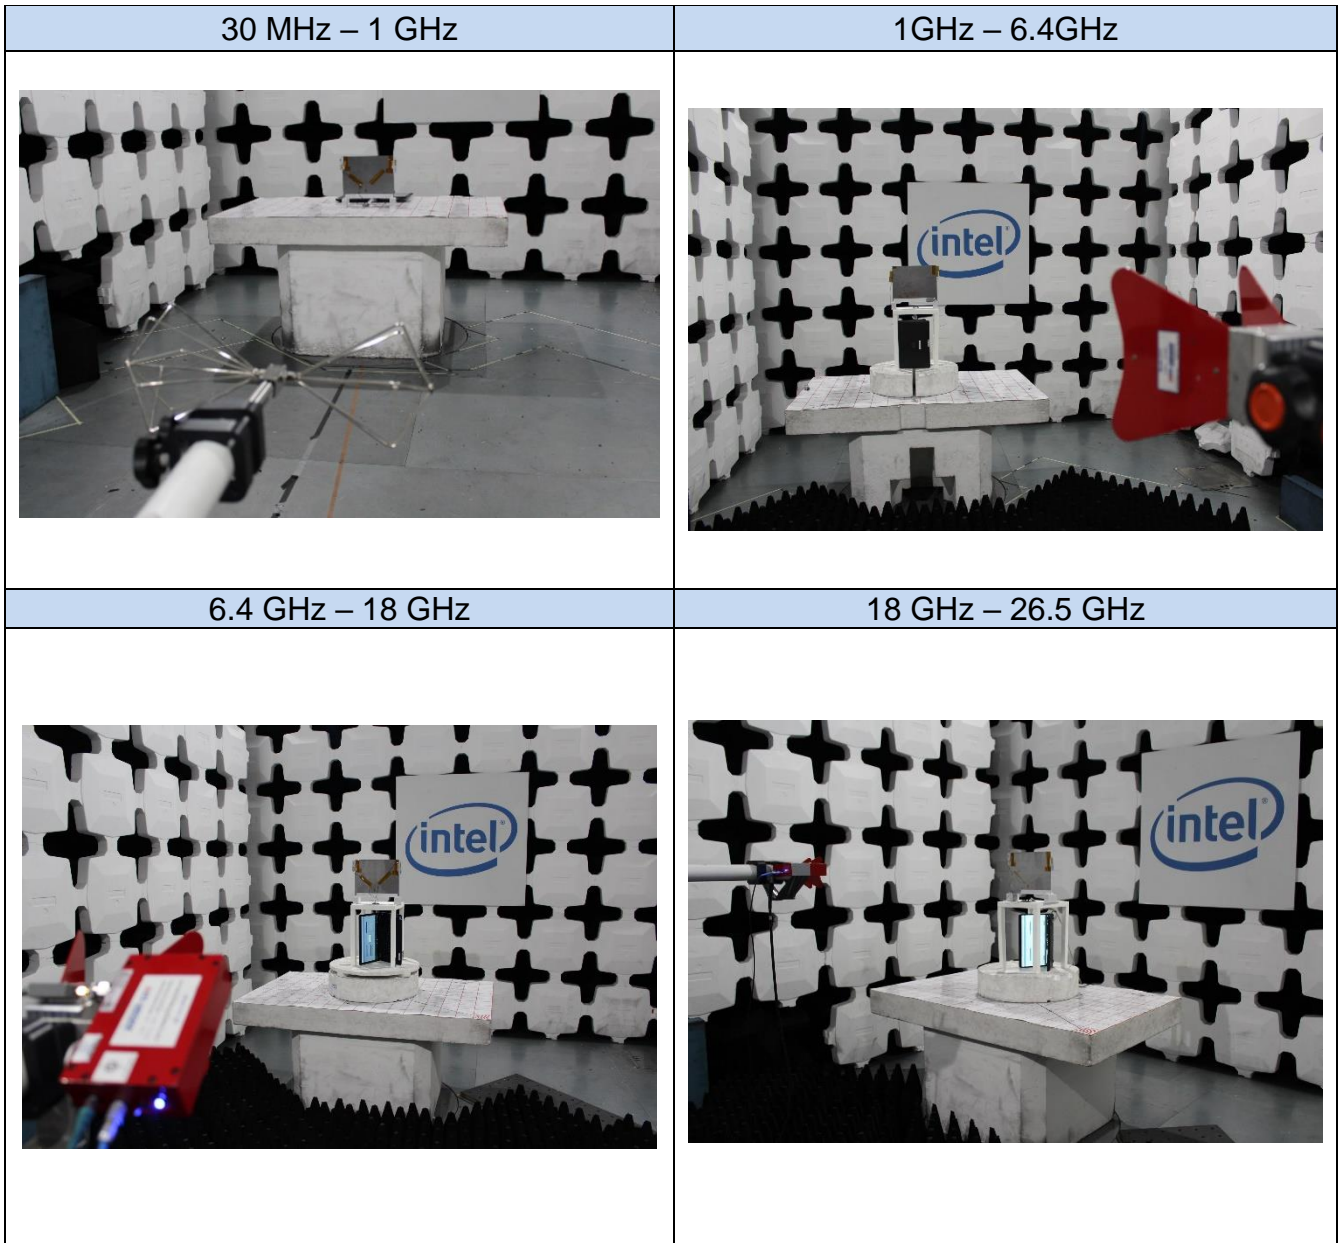 30 MHz – 1 GHz
1GHz – 6.4GHz
intel
6.4 GHz – 18 GHz
18 GHz – 26.5 GHz
intel
intel